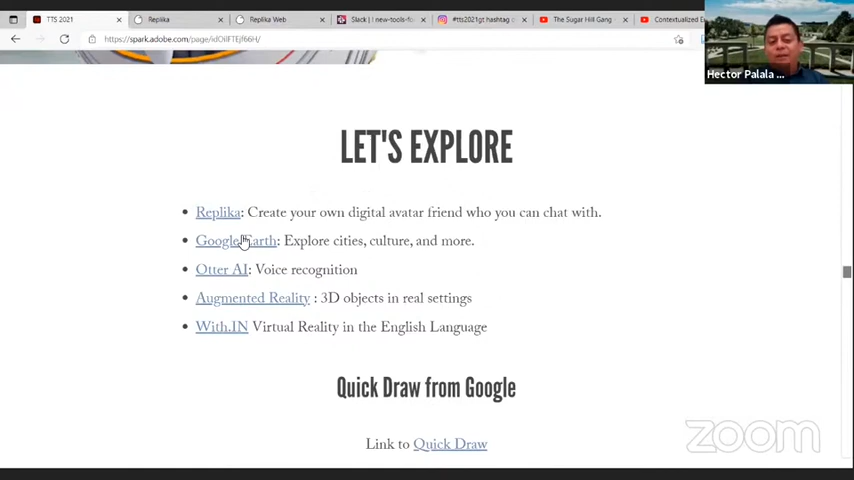 TTS 2021
Replika
Replika Web
Slack | new-tools-fo
#tts2021gt hashtag o
The Sugar Hill Gang
Contextualized E
https://spark.adobe.com/page/
Hector Palala ...
LET'S EXPLORE
• Replika: Create your own digital avatar friend who you can chat with.
• Google Earth: Explore cities, culture, and more.
• Otter AI: Voice recognition
• Augmented Reality : 3D objects in real settings
• With.IN Virtual Reality in the English Language
Quick Draw from Google
Link to Quick Draw
zoom